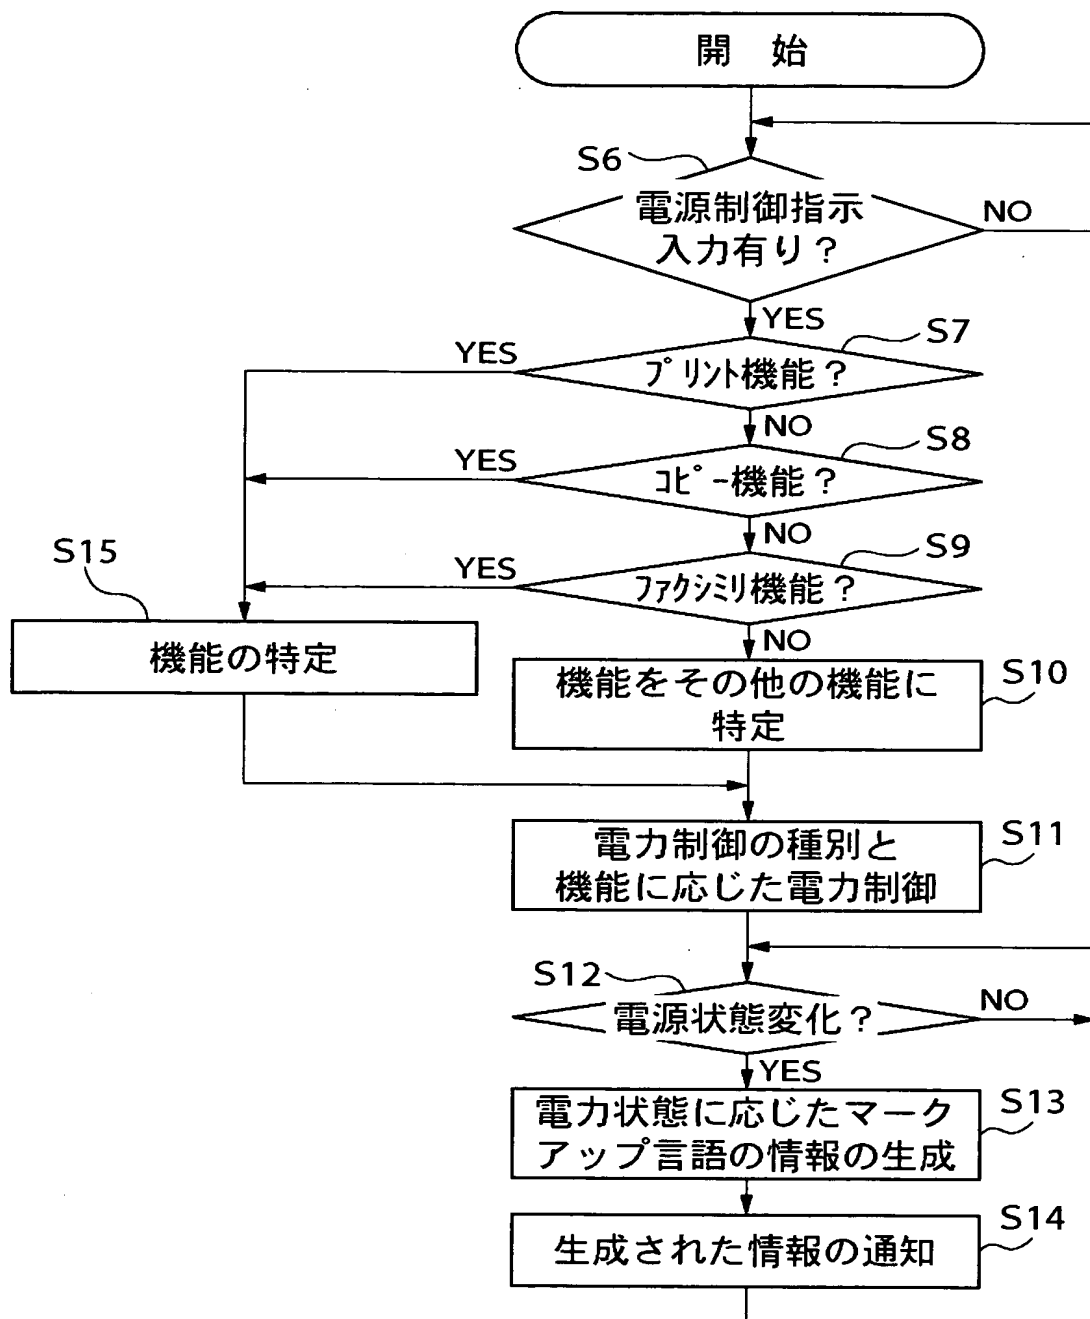 開 始
S6
電源制御指示
入力有り？
NO
YES
S7
YES
プリント機能？
NO
S8
YES
コピー機能？
NO
S9
YES
ファクシミリ機能？
NO
S15
機能の特定
S10
機能をその他の機能に
特定
S11
電力制御の種別と
機能に応じた電力制御
S12
電源状態変化？
NO
YES
S13
電力状態に応じたマーク
アップ言語の情報の生成
S14
生成された情報の通知